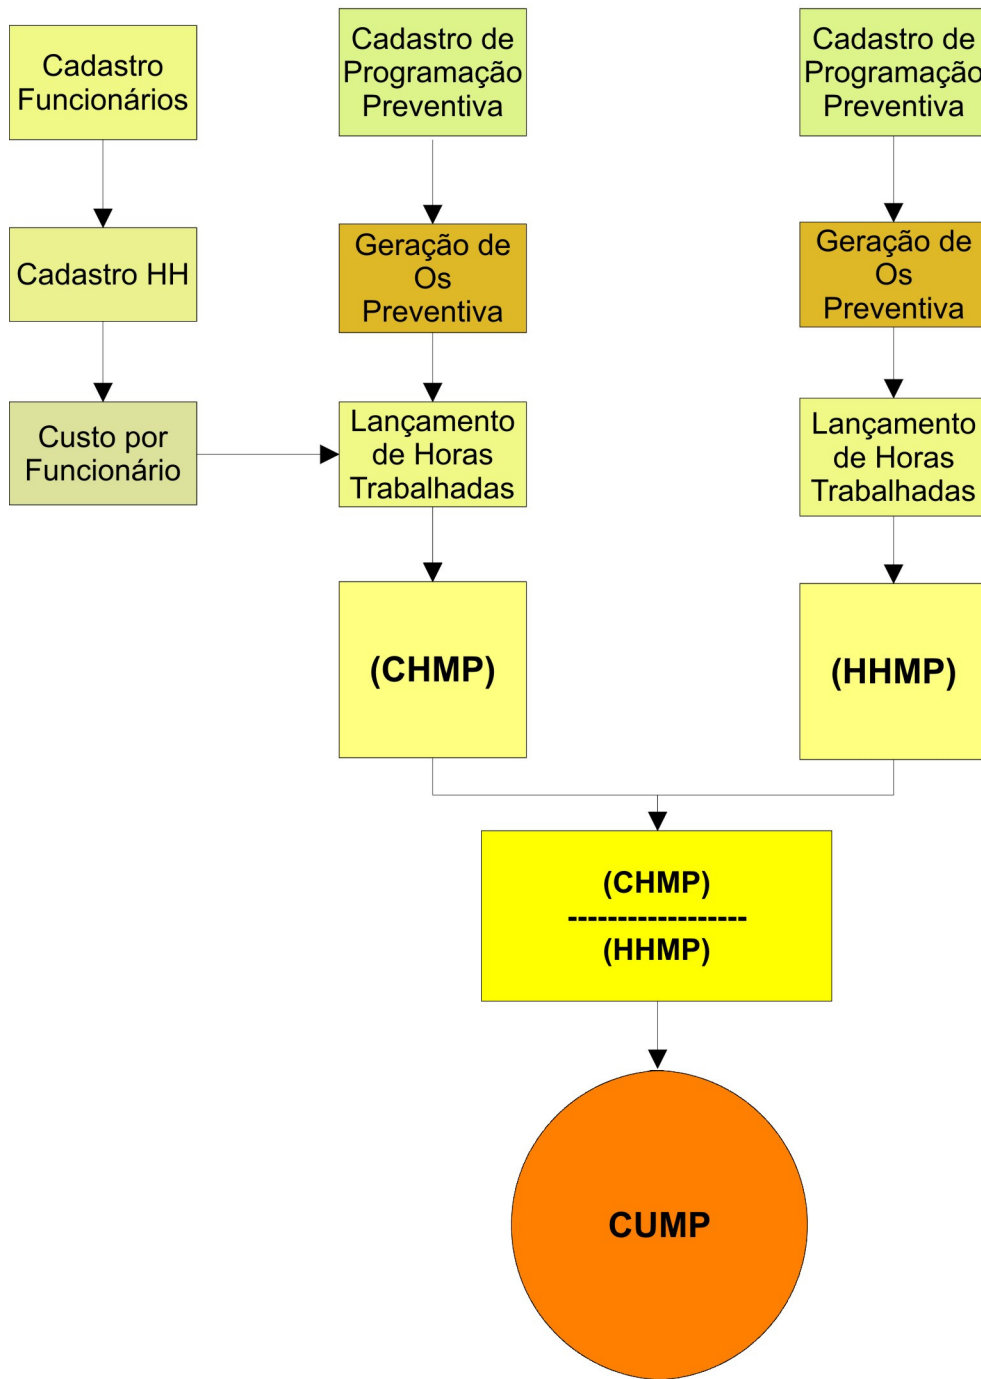 Cadastro
Funcionários
Cadastro de
Programação
Preventiva
Cadastro de
Programação
Preventiva
Cadastro HH
Geração de
Os
Preventiva
Geração de
Os
Preventiva
Custo por
Funcionário
Lançamento
de Horas
Trabalhadas
Lançamento
de Horas
Trabalhadas
(CHMP)
(HHMP)
(CHMP)
------------------
(HHMP)
CUMP